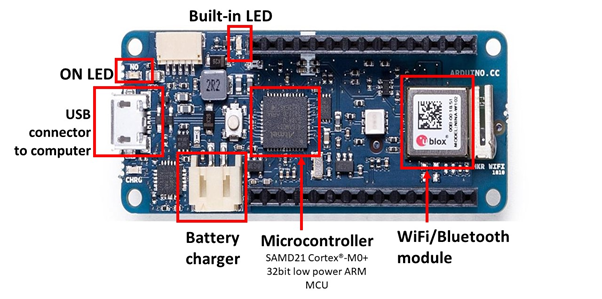 Built-in LED
ON LED
ON
USB
connector
to computer
2R2
ARDUINO.CC
blox
CHRG
MKR WIFI
1010
Battery
charger
Microcontroller
SAMD21 Cortex®-M0+
32bit low power ARM
MCU
WiFi/Bluetooth
module